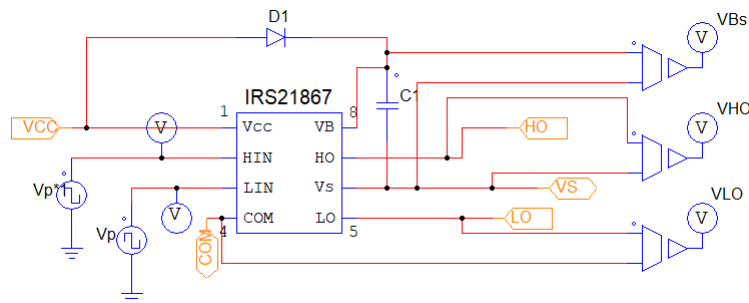 D1
VBs
V
IRS21867
C1
VCC
1
8
V
Vcc
VB
HO
VHO
HIN
HO
V
Vp*
LIN
Vs
VS
V
Vp
COM
LO
LO
VLO
4
5
COM
V